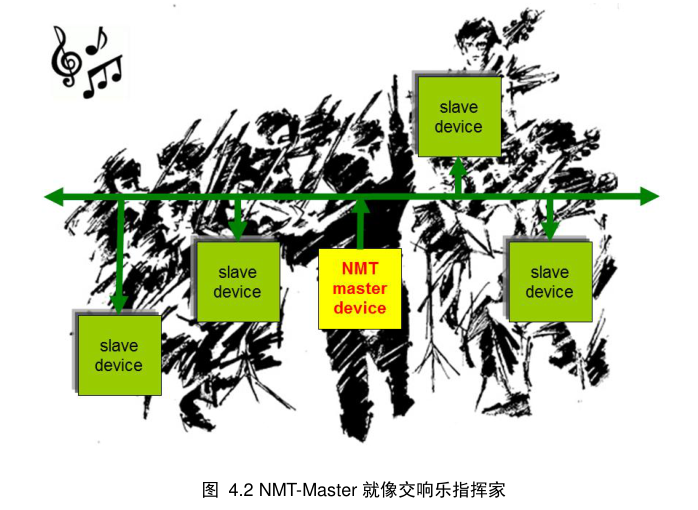 slave
device
slave
device
NMT
master
device
slave
device
slave
device
图 4.2 NMT-Master 就像交响乐指挥家